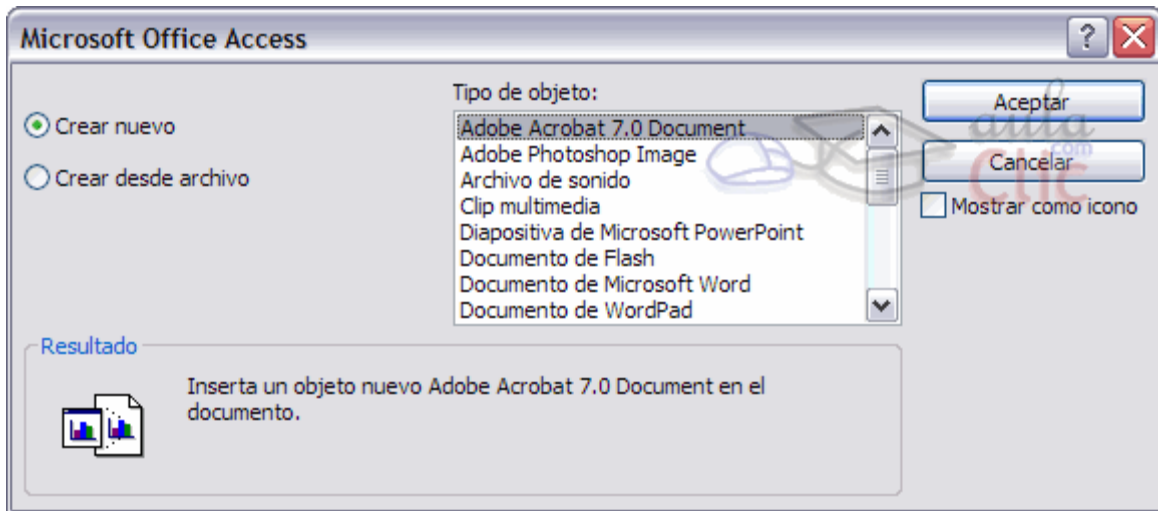 Microsoft Office Access
Crear nuevo
Crear desde archivo
Tipo de objeto:
Adobe Acrobat 7.0 Document
Adobe Photoshop Image
Archivo de sonido
Clip multimedia
Diapositiva de Microsoft PowerPoint
Documento de Flash
Documento de Microsoft Word
Documento de WordPad
Aceptar
Cancelar
Mostrar como icono
aula
.com
Clic
Resultado
Inserta un objeto nuevo Adobe Acrobat 7.0 Document en el
documento.